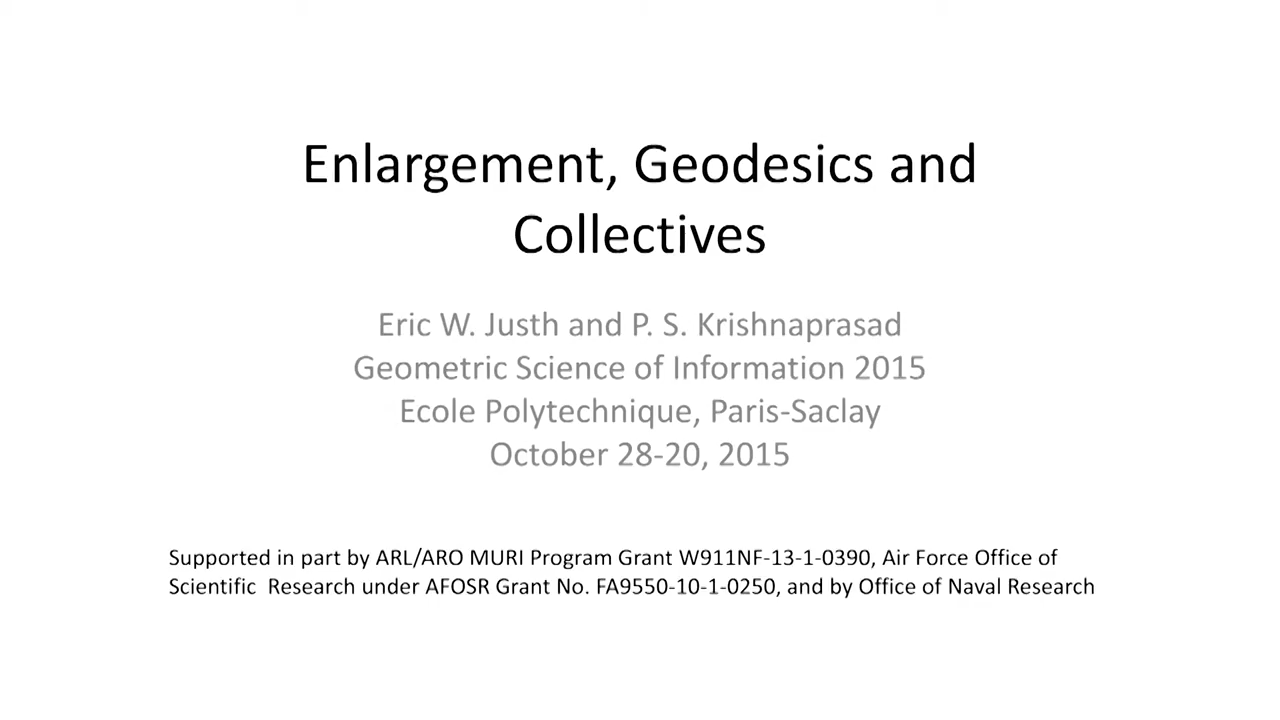 Enlargement, Geodesics and
Collectives
Eric W. Justh and P. S. Krishnaprasad
Geometric Science of Information 2015
Ecole Polytechnique, Paris-Saclay
October 28-20, 2015
Supported in part by ARL/ARO MURI Program Grant W911NF-13-1-0390, Air Force Office of
Scientific  Research under AFOSR Grant No. FA9550-10-1-0250, and by Office of Naval Research